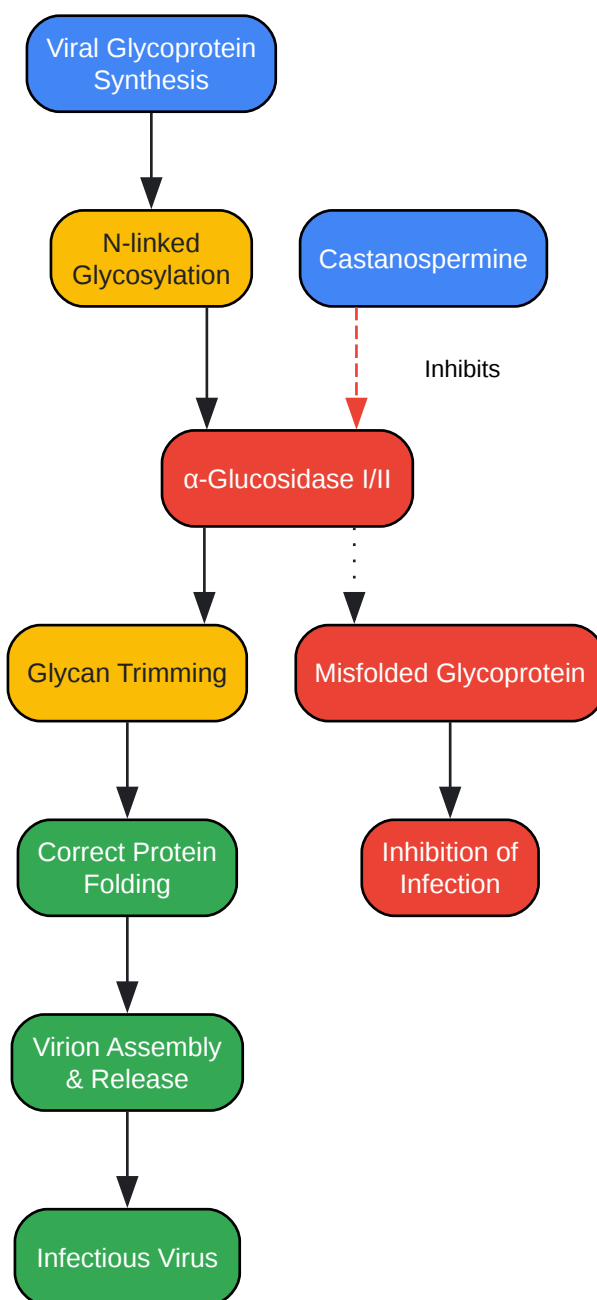 Viral Glycoprotein
Synthesis
N-linked
Glycosylation
Castanospermine
Inhibits
α-Glucosidase I/II
Glycan Trimming
Misfolded Glycoprotein
Correct Protein
Folding
Inhibition of
Infection
Virion Assembly
& Release
Infectious Virus